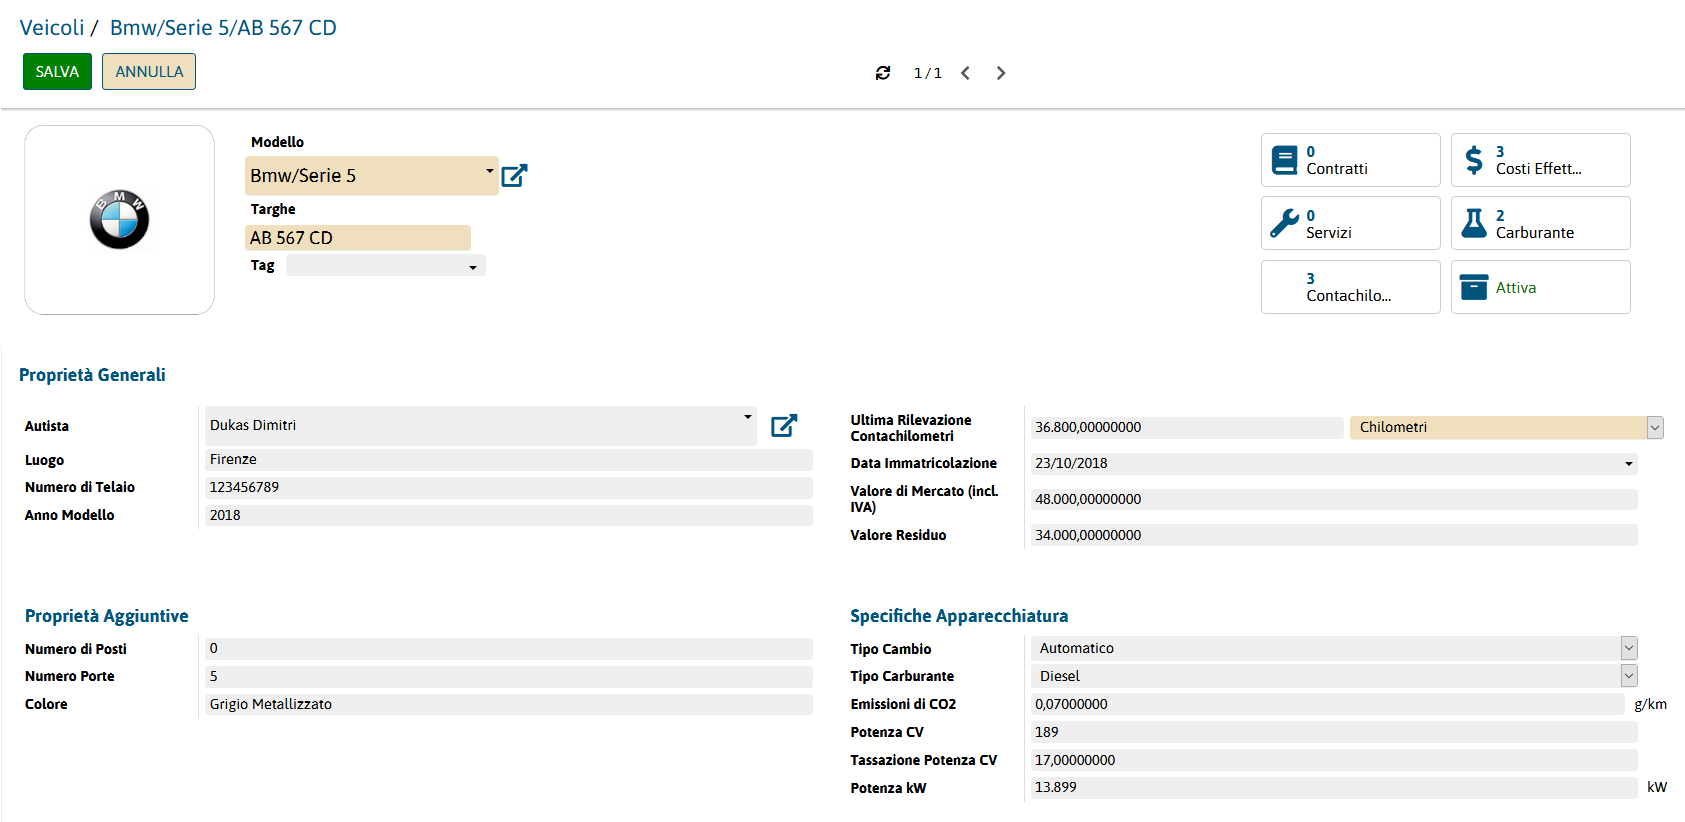 Veicoli / Bmw/Serie 5/AB 567 CD
SALVA ANNULLA 1 / 1
BMW
Modello
Bmw/Serie 5
Targhe
AB 567 CD
Tag
0
Contratti
3
Costi Effett...
0
Servizi
2
Carburante
3
Contachilo...
Attiva
Proprietà Generali
Autista Dukas Dimitri
Luogo Firenze
Numero di Telaio 123456789
Anno Modello 2018
Ultima Rilevazione
Contachilometri 36.800,00000000 Chilometri
Data Immatricolazione 23/10/2018
Valore di Mercato (incl.
IVA) 48.000,00000000
Valore Residuo 34.000,00000000
Proprietà Aggiuntive
Numero di Posti 0
Numero Porte 5
Colore Grigio Metallizzato
Specifiche Apparecchiatura
Tipo Cambio Automatico
Tipo Carburante Diesel
Emissioni di CO2 0,07000000 g/km
Potenza CV 189
Tassazione Potenza CV 17,00000000
Potenza kW 13.899 kW